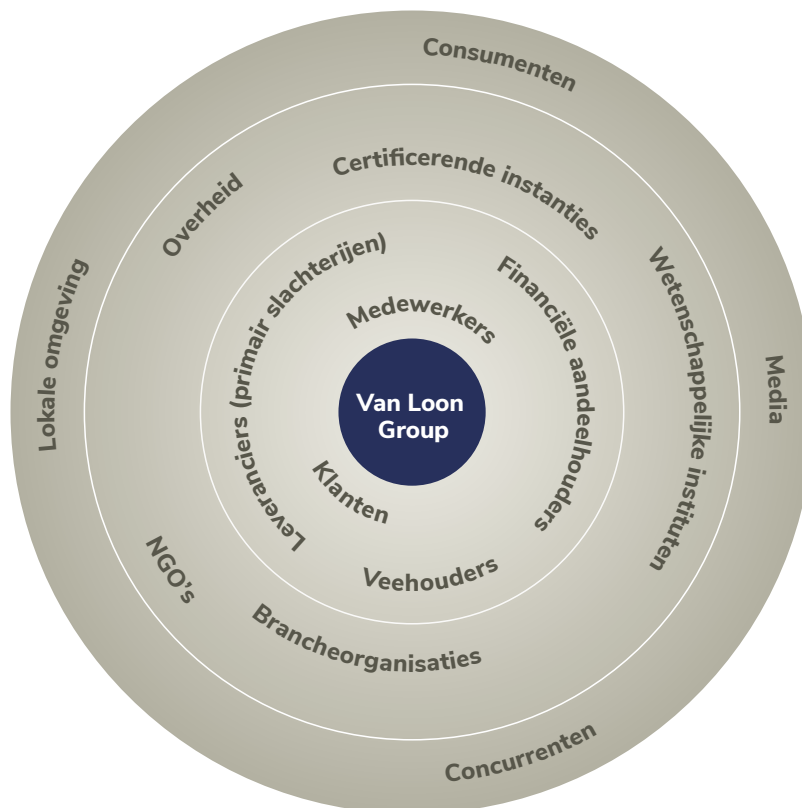 Consumenten
Certificerende instanties
Overheid
Wetenschappelijke instituten
Lokale omgeving
Leveranciers (primair slachterijen)
Financiële aandeelhouders
Medewerkers
Media
Van Loon
Group
Klanten
Veehouders
NGO’s
Brancheorganisaties
Concurrenten